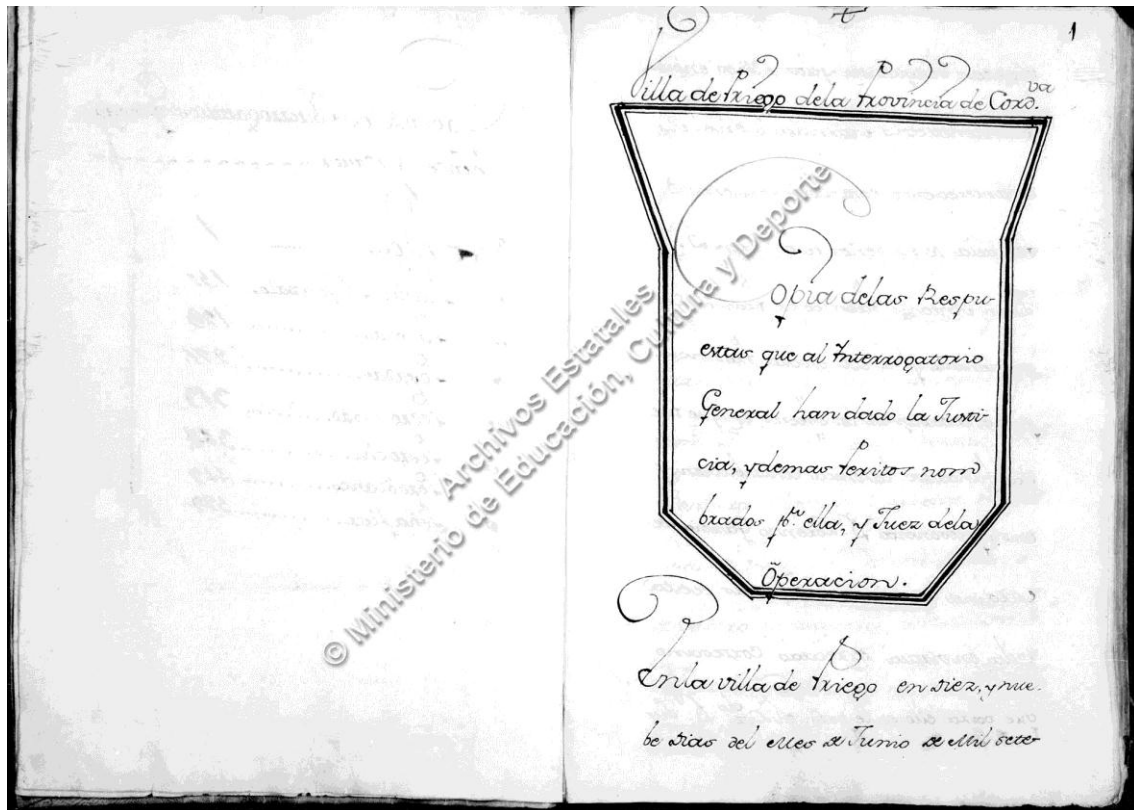 1
Villa de Priego dela Provincia de Cord.va
Copia delas Respu-
estas que al Interrogatorio
General han dado la Justi-
cia, y demas Peritos nom
brados p.r ella, y Juez dela
Operacion.
En la villa de Priego en diez, y nue-
be dias del Mes de Junio de Mil sete-
© Ministerio de Educación, Cultura y Deporte
Archivos Estatales